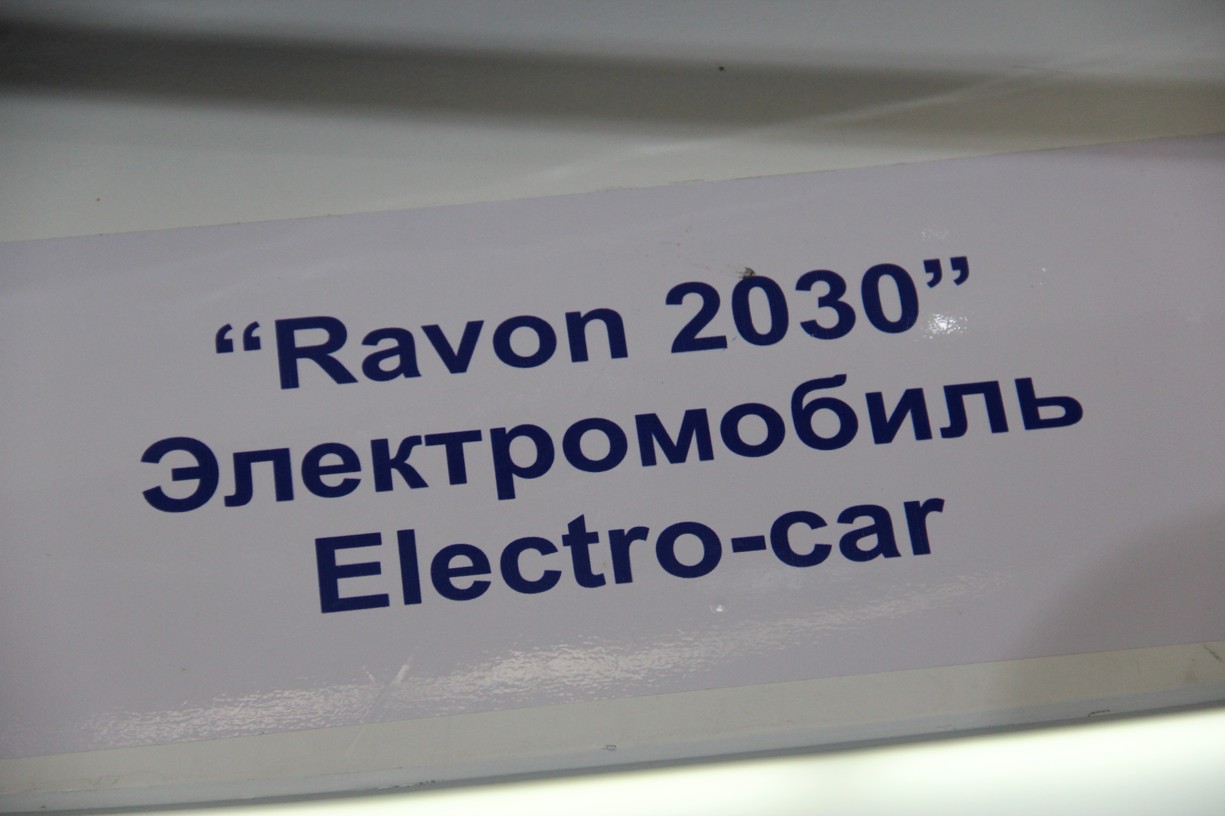 “Ravon 2030”
Электромобиль
Electro-car